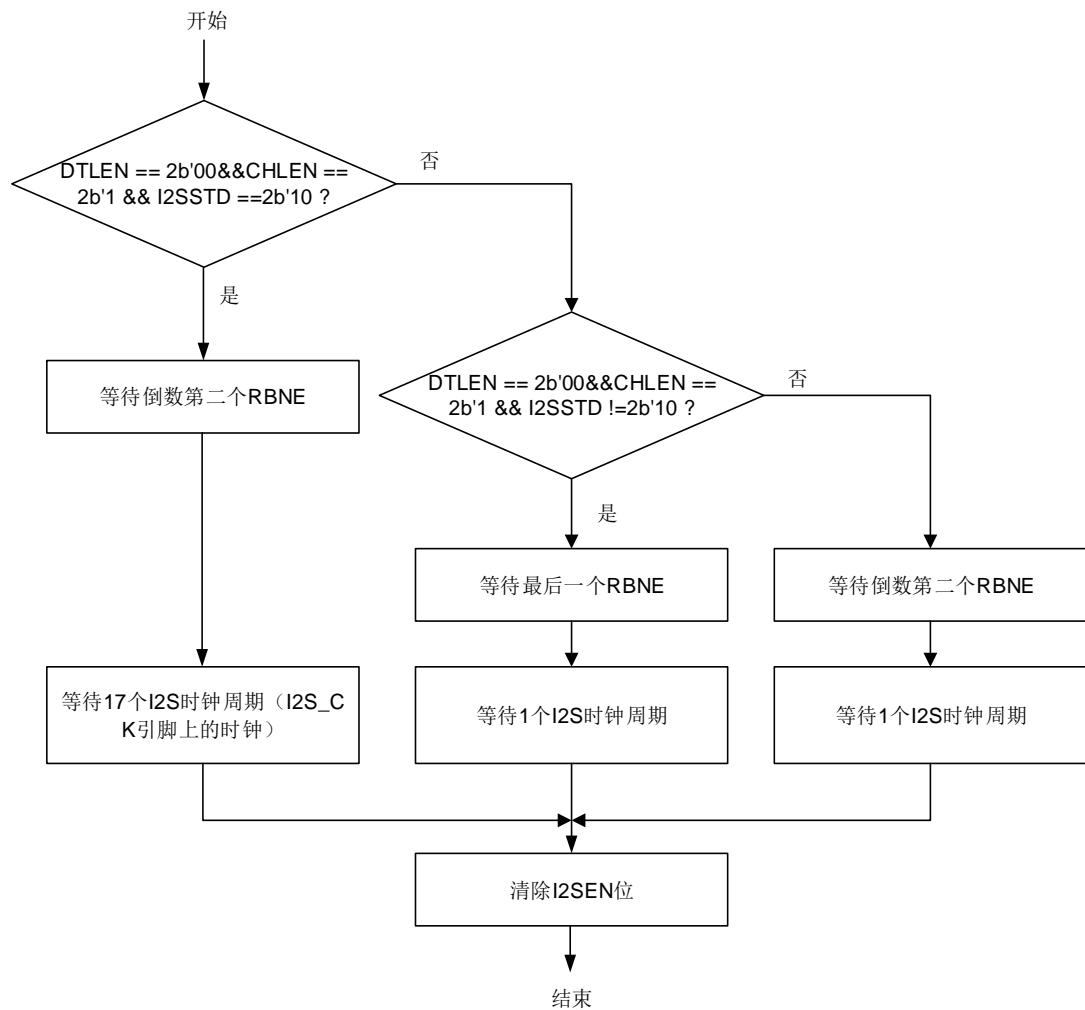 开始
DTLEN == 2b'00&&CHLEN ==
2b'1 && I2SSTD ==2b'10 ?
否
是
等待倒数第二个RBNE
DTLEN == 2b'00&&CHLEN ==
2b'1 && I2SSTD !=2b'10 ?
否
是
等待最后一个RBNE
等待倒数第二个RBNE
等待17个I2S时钟周期（I2S_C
K引脚上的时钟）
等待1个I2S时钟周期
等待1个I2S时钟周期
清除I2SEN位
结束